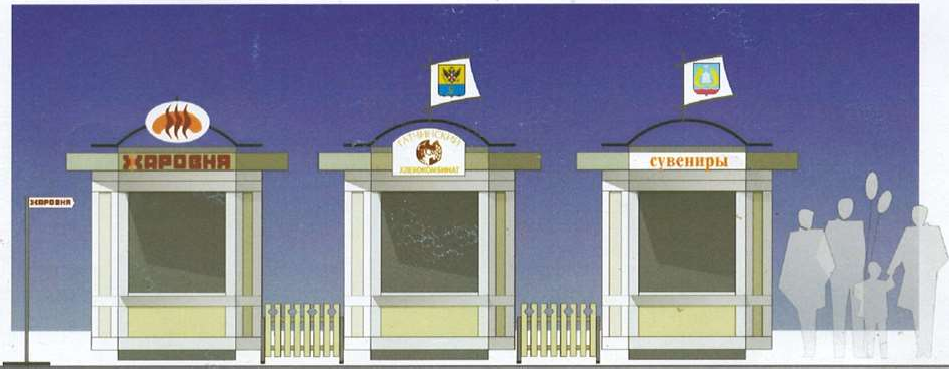 ЖАРОВНЯ
ЖАРОВНЯ
ГАТЧИНСКИЙ
ХЛЕБОКОМБИНАТ
сувениры